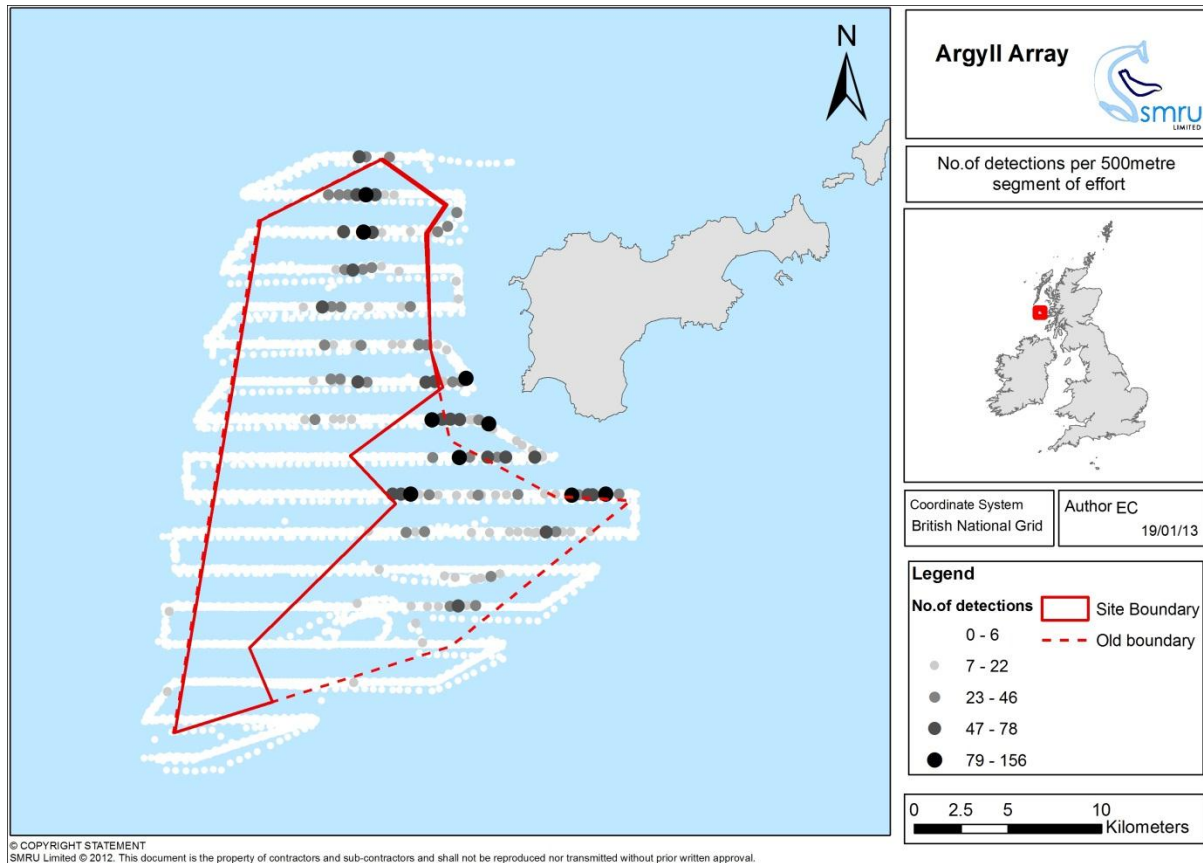 N
Argyll Array
smru
LIMITED
No.of detections per 500metre
segment of effort
Coordinate System
British National Grid
Author EC
19/01/13
Legend
No.of detections
0 - 6
7 - 22
23 - 46
47 - 78
79 - 156
Site Boundary
Old boundary
0 2.5 5 10
Kilometers
© COPYRIGHT STATEMENT
SMRU Limited © 2012. This document is the property of contractors and sub-contractors and shall not be reproduced nor transmitted without prior written approval.